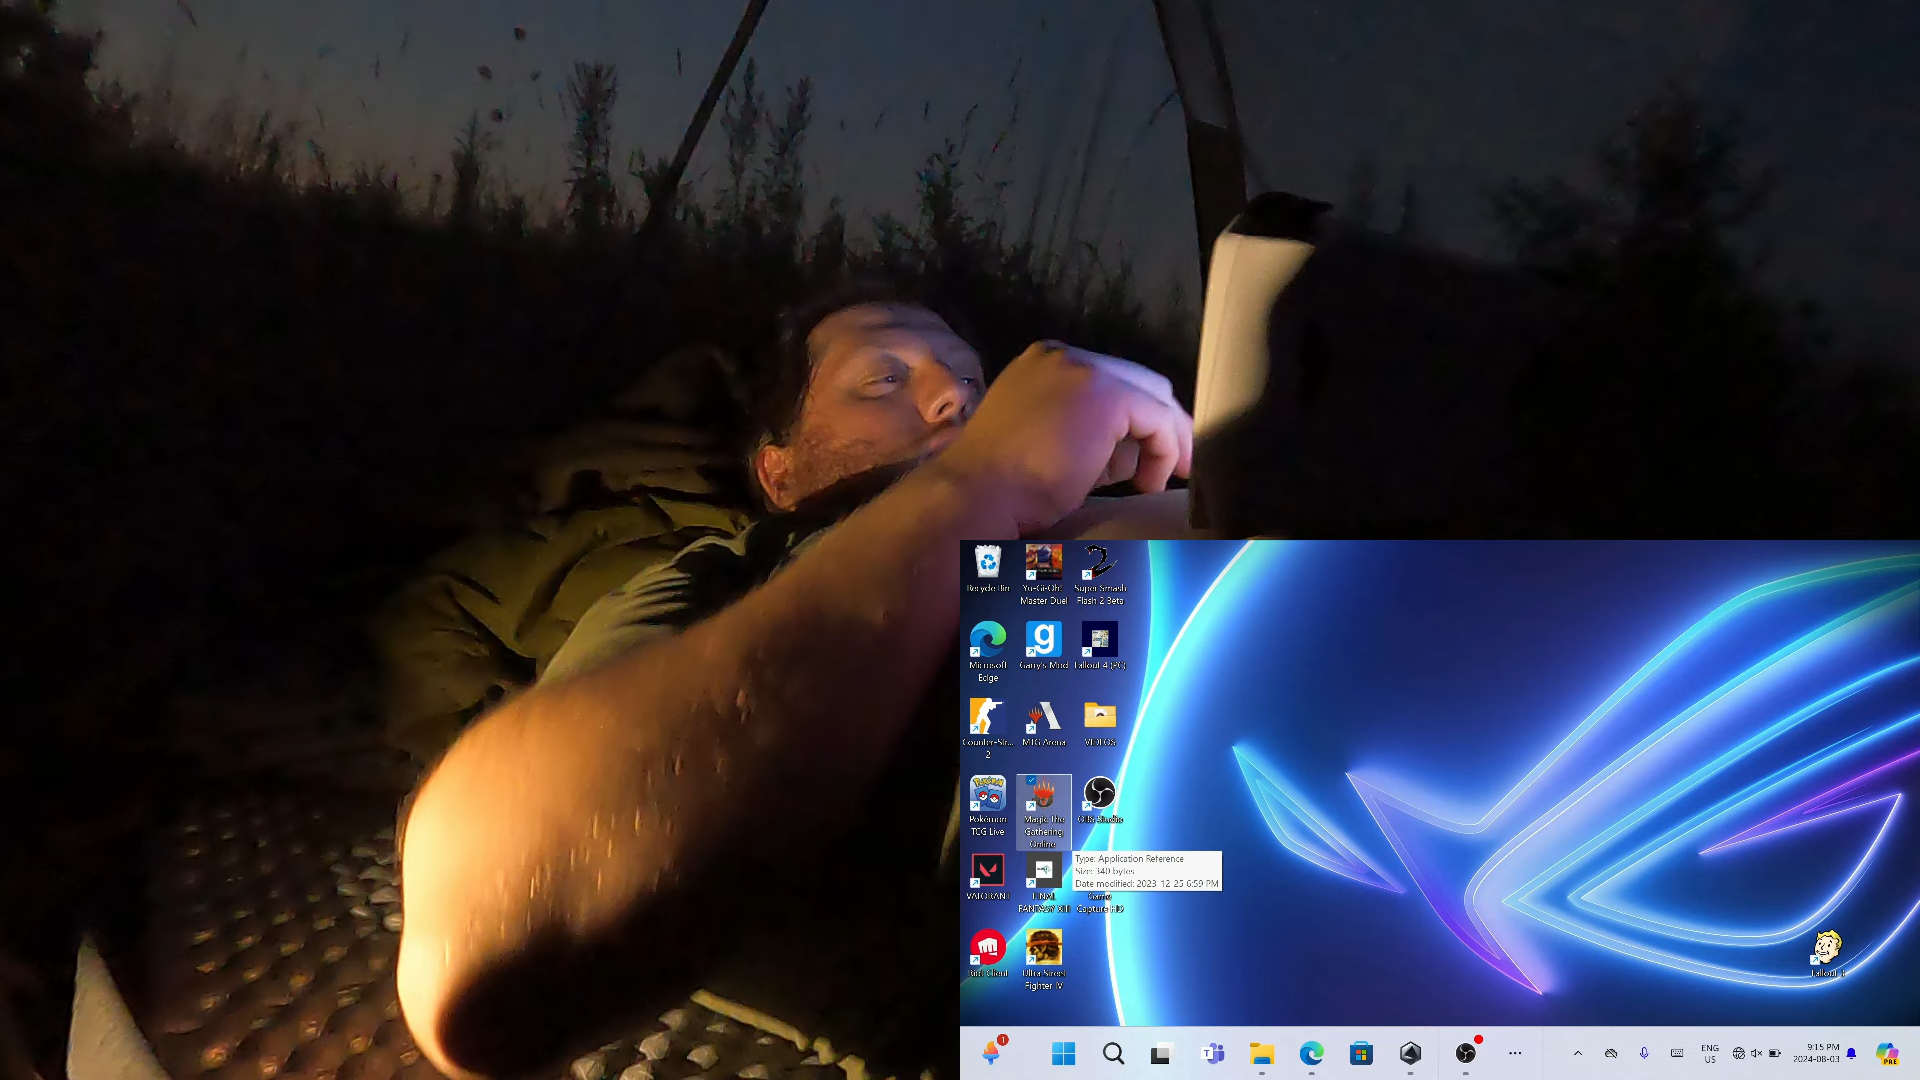 Recycle Bin
Yu-Gi-Oh!
Master Duel
Super Smash
Flash 2 Beta
Microsoft
Edge
Garry's Mod
Fallout 4 (PC)
Counter-Str...
2
MTG Arena
VIDEOS
Pokémon
TCG Live
Magic The
Gathering
Online
OBS Studio
Type: Application Reference
Size: 340 bytes
Date modified: 2023-12-25 6:59 PM
VALORANT
FINAL
FANTASY XIII
Game
Capture HD
Riot Client
Ultra Street
Fighter IV
1
ENG
US
9:15 PM
2024-08-03
PRE